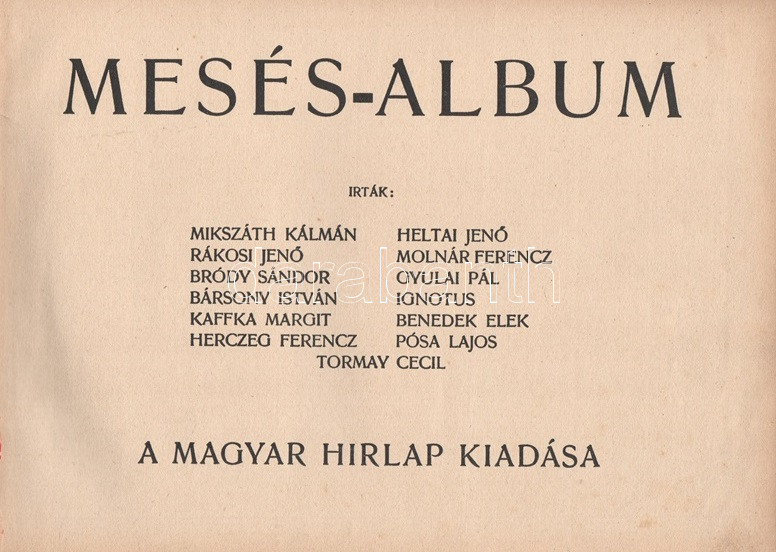 MESÉS-ALBUM
IRTÁK:
MIKSZÁTH KÁLMÁN
RÁKOSI JENŐ
BRÓDY SÁNDOR
BÁRSONY ISTVÁN
KAFFKA MARGIT
HERCZEG FERENCZ
HELTAI JENŐ
MOLNÁR FERENCZ
GYULAI PÁL
IGNOTUS
BENEDEK ELEK
PÓSA LAJOS
TORMAY CECIL
A MAGYAR HIRLAP KIADÁSA
darabanth